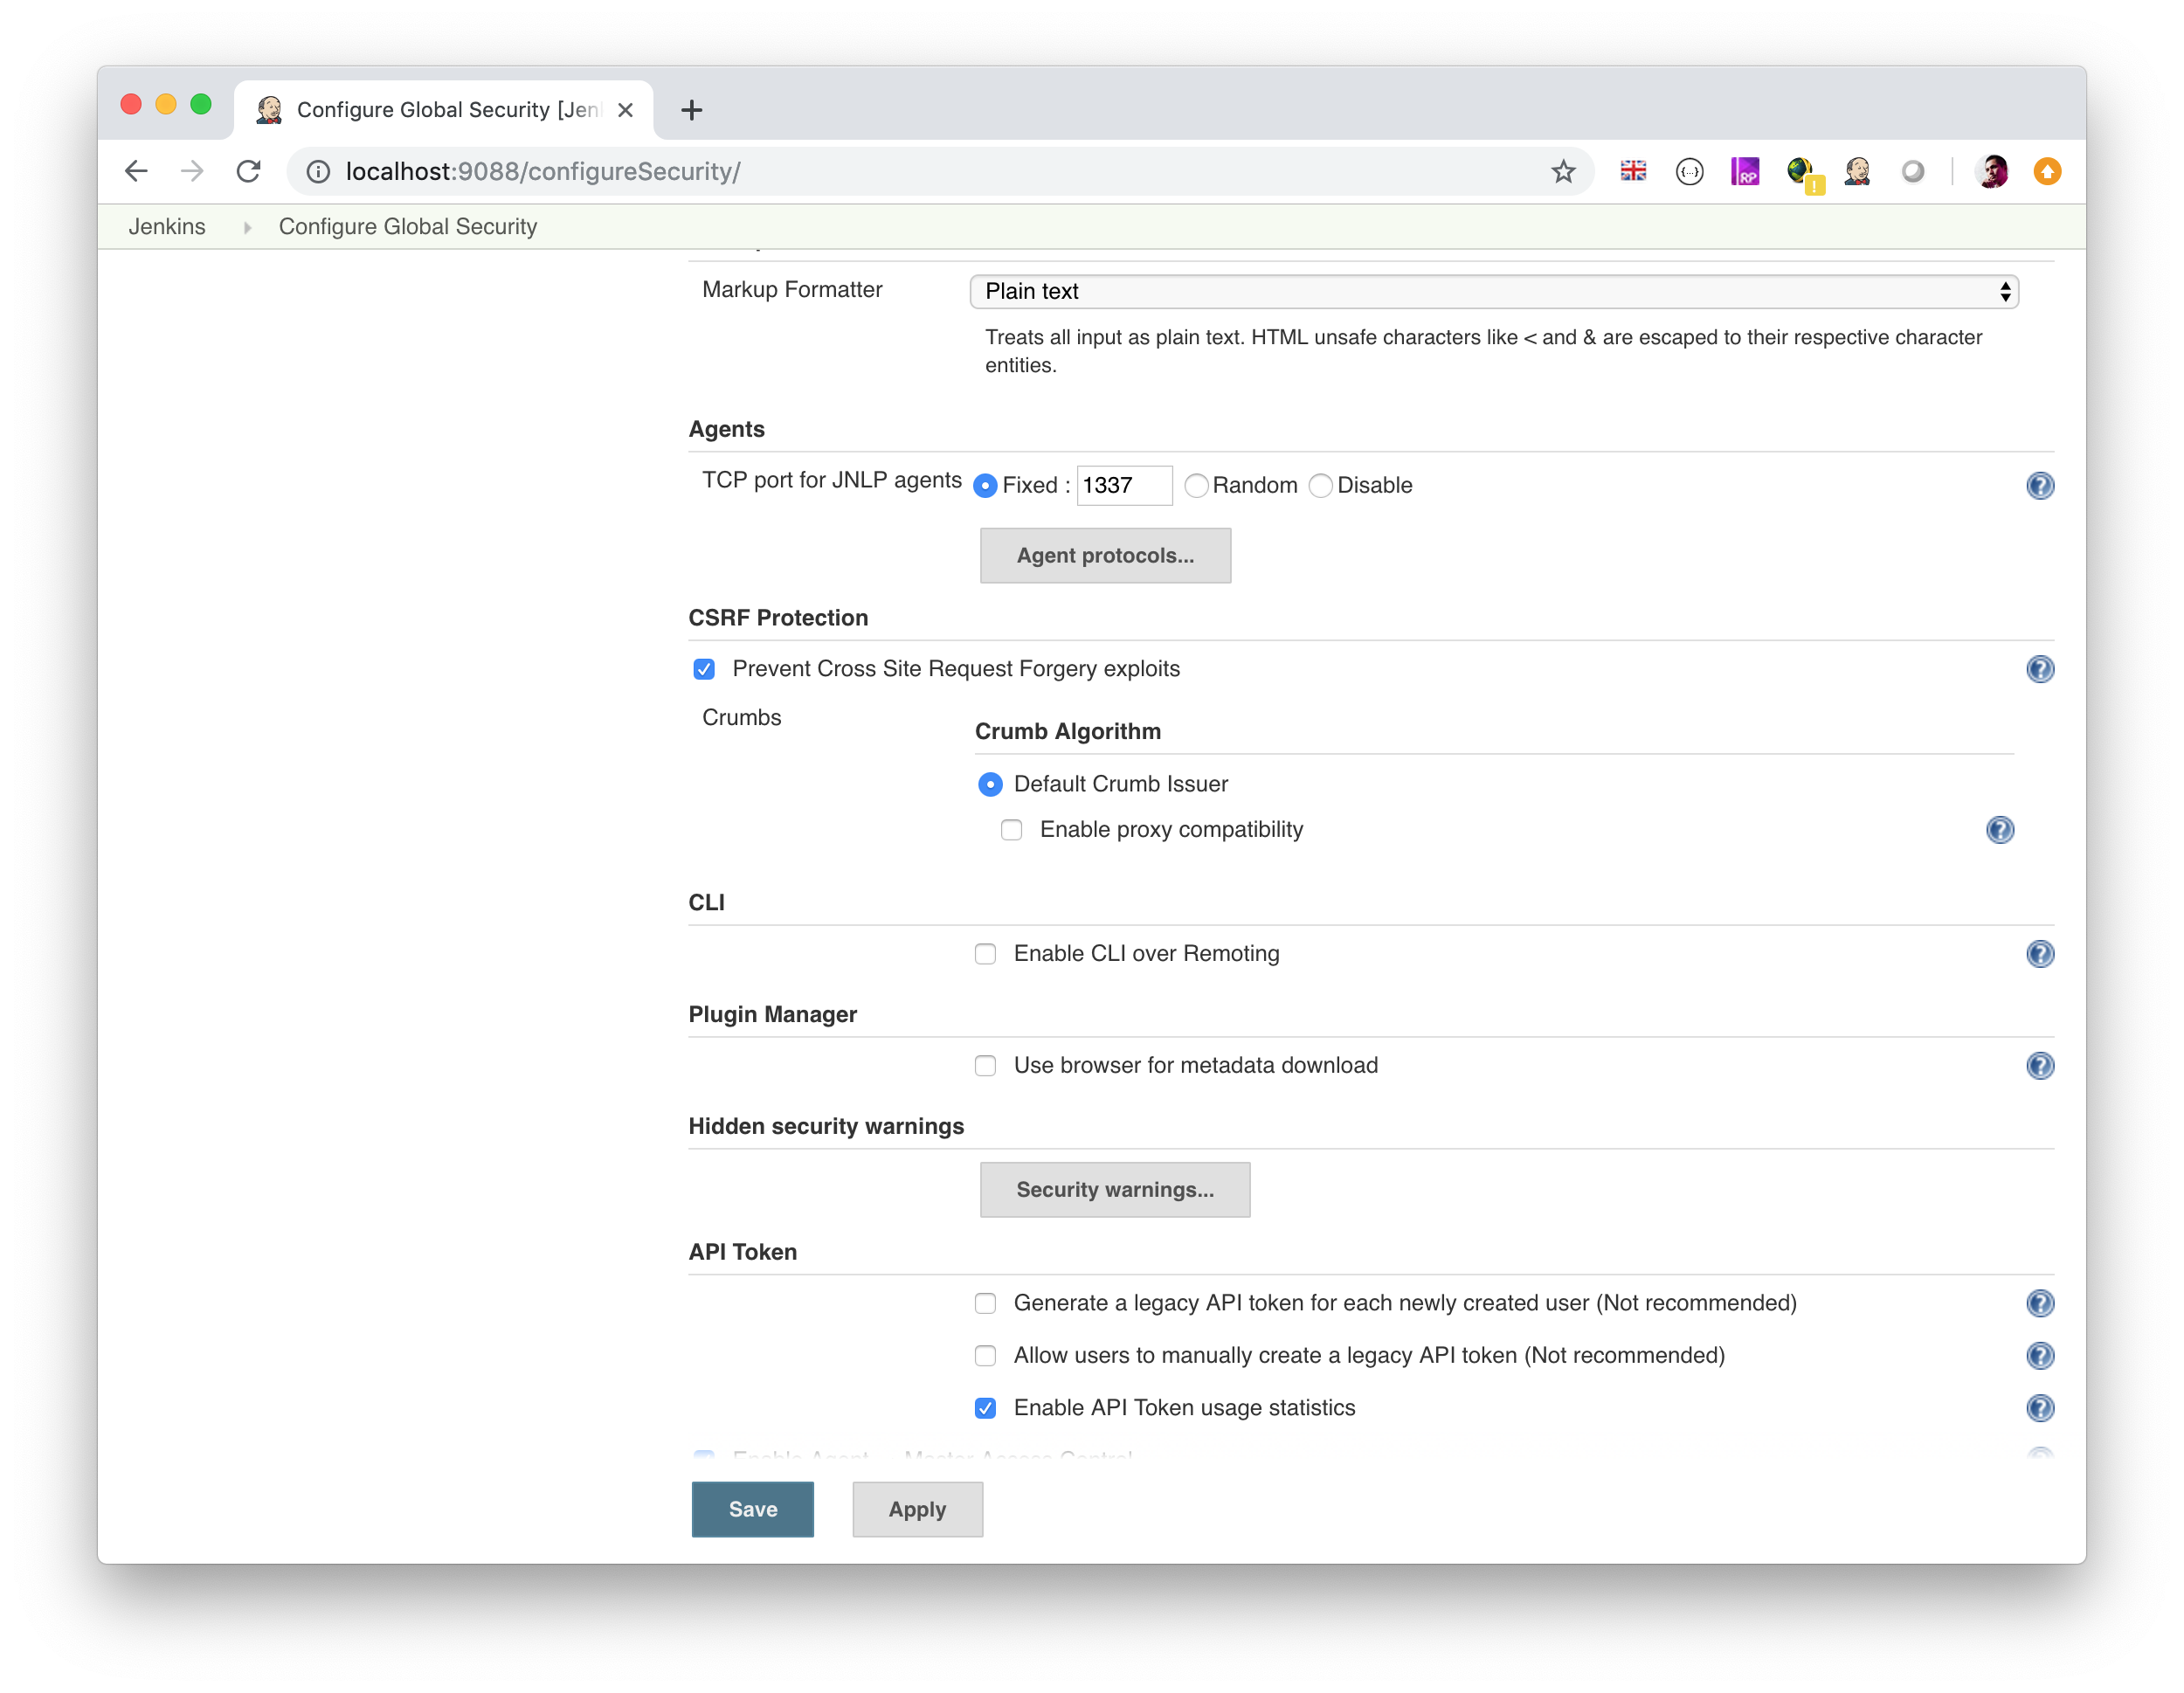 Configure Global Security [Jen
localhost:9088/configureSecurity/
Jenkins Configure Global Security
Markup Formatter Plain text
Treats all input as plain text. HTML unsafe characters like < and & are escaped to their respective character
entities.
Agents
TCP port for JNLP agents Fixed : 1337 Random Disable
Agent protocols...
CSRF Protection
Prevent Cross Site Request Forgery exploits
Crumbs
Crumb Algorithm
Default Crumb Issuer
Enable proxy compatibility
CLI
Enable CLI over Remoting
Plugin Manager
Use browser for metadata download
Hidden security warnings
Security warnings...
API Token
Generate a legacy API token for each newly created user (Not recommended)
Allow users to manually create a legacy API token (Not recommended)
Enable API Token usage statistics
Enable Agent Master Access Control
Save Apply